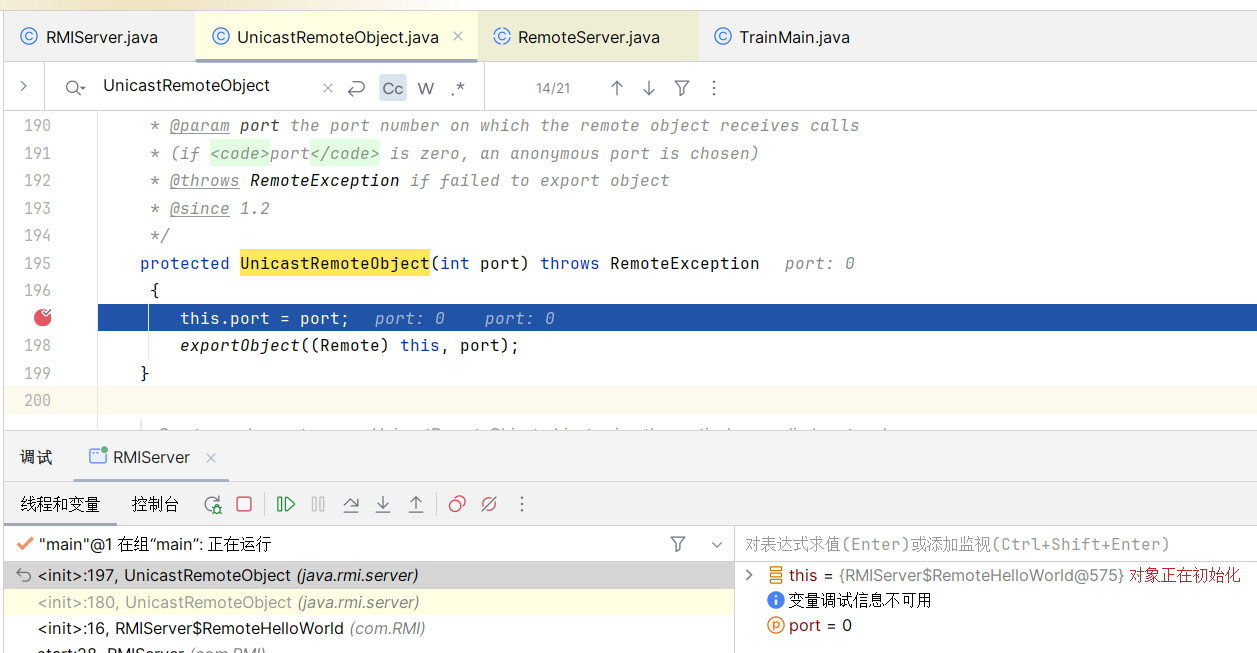 RMIServer.java UnicastRemoteObject.java RemoteServer.java TrainMain.java
UnicastRemoteObject Cc W .* 14/21
190 * @param port the port number on which the remote object receives calls
191 * (if <code>port</code> is zero, an anonymous port is chosen)
192 * @throws RemoteException if failed to export object
193 * @since 1.2
194 */
195 protected UnicastRemoteObject(int port) throws RemoteException port: 0
196 {
this.port = port; port: 0 port: 0
198 exportObject((Remote) this, port);
199 }
200
调试 RMIServer
线程和变量 控制台
"main"@1 在组“main”: 正在运行
对表达式求值(Enter)或添加监视(Ctrl+Shift+Enter)
<init>:197, UnicastRemoteObject (java.rmi.server)
this = {RMIServer$RemoteHelloWorld@575} 对象正在初始化
<init>:180, UnicastRemoteObject (java.rmi.server)
变量调试信息不可用
<init>:16, RMIServer$RemoteHelloWorld (com.RMI)
port = 0
start:28, RMIServer (com.RMI)